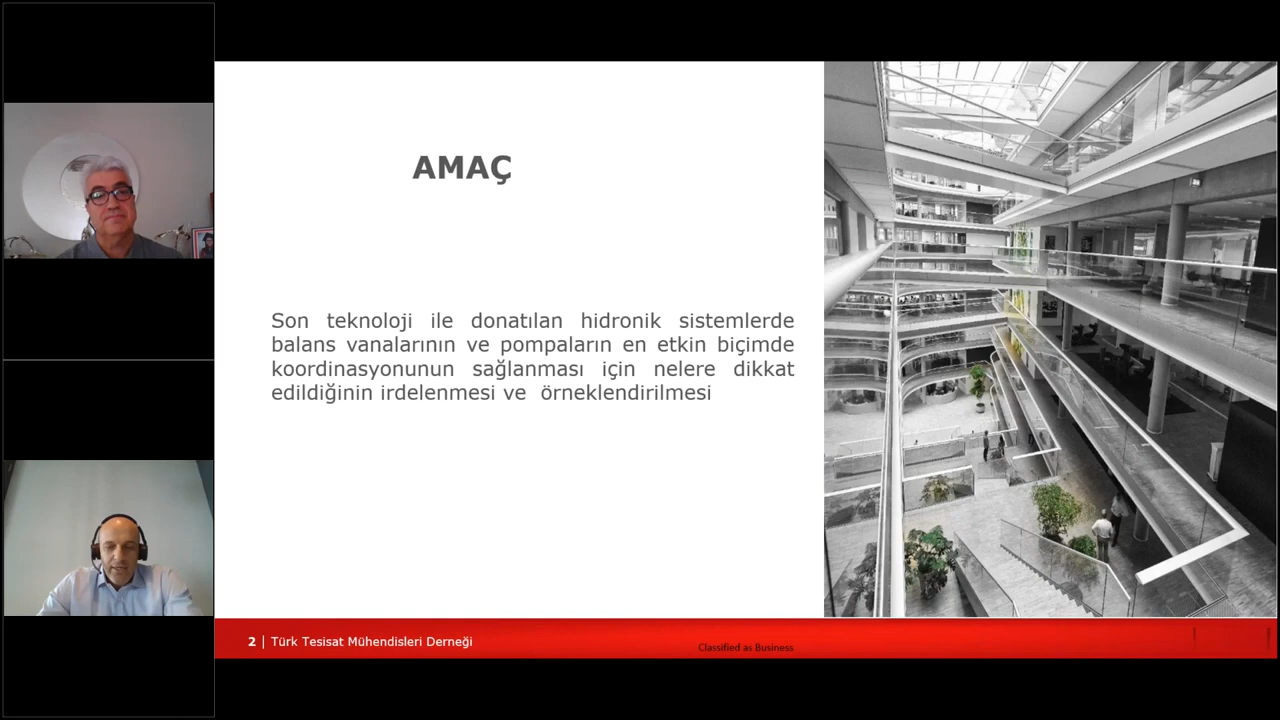 AMAÇ
Son teknoloji ile donatılan hidronik sistemlerde
balans vanalarının ve pompaların en etkin biçimde
koordinasyonunun sağlanması için nelere dikkat
edildiğinin irdelenmesi ve örneklendirilmesi
2 | Türk Tesisat Mühendisleri Derneği
Classified as Business